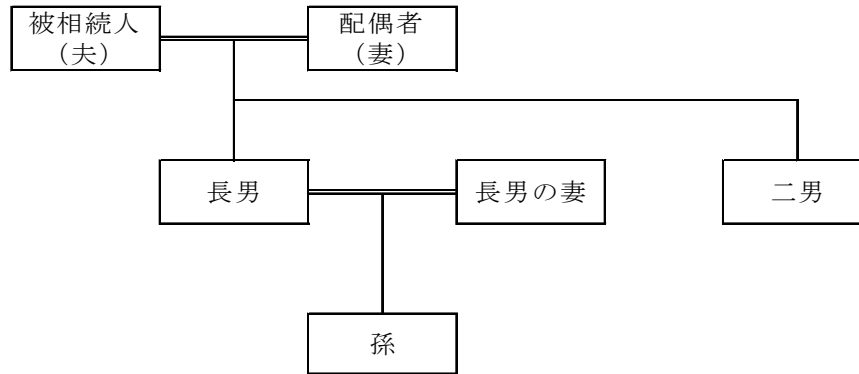 被相続人
（夫）
配偶者
（妻）
長男
長男の妻
二男
孫